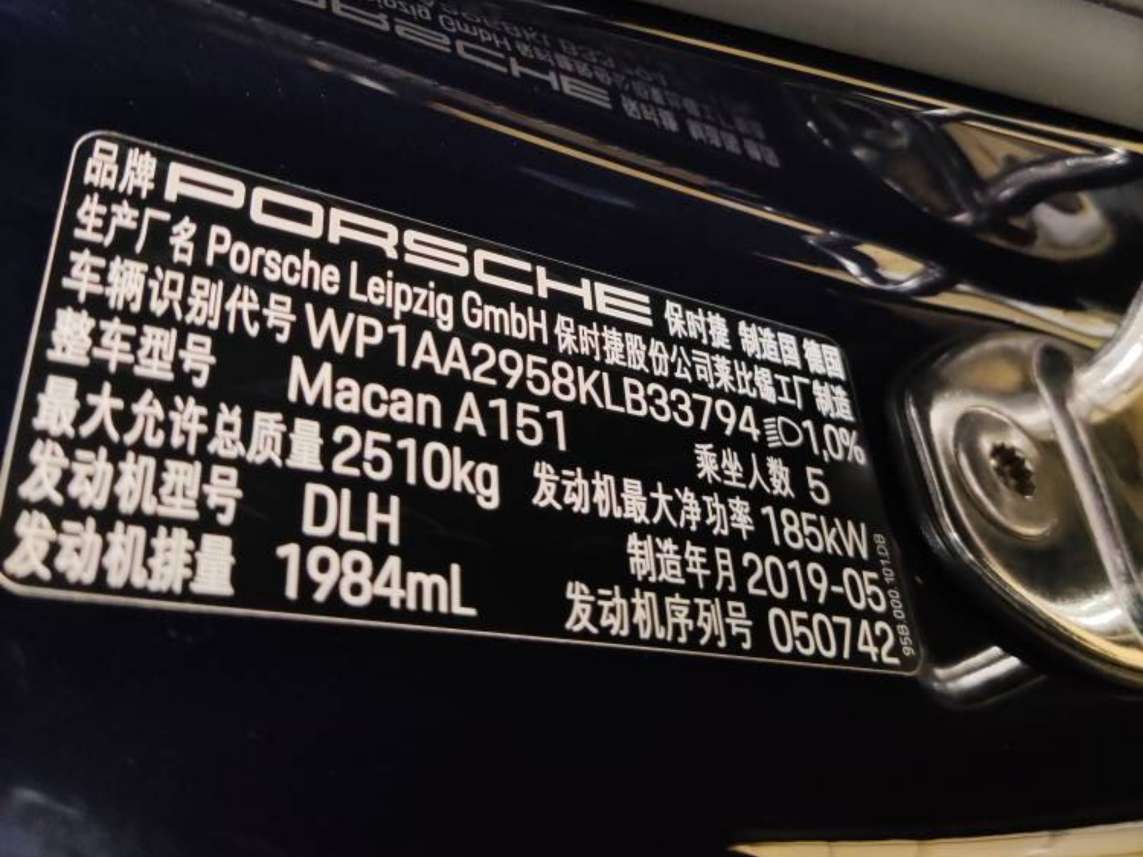 品牌 PORSCHE 保时捷 制造国 德国
生产厂名 Porsche Leipzig GmbH 保时捷股份公司莱比锡工厂制造
车辆识别代号 WP1AA2958KLB33794 1,0%
整车型号 Macan A151 乘坐人数 5
最大允许总质量 2510kg 发动机最大净功率 185kW
发动机型号 DLH 制造年月 2019-05
发动机排量 1984mL 发动机序列号 050742
95B.000.101.DB